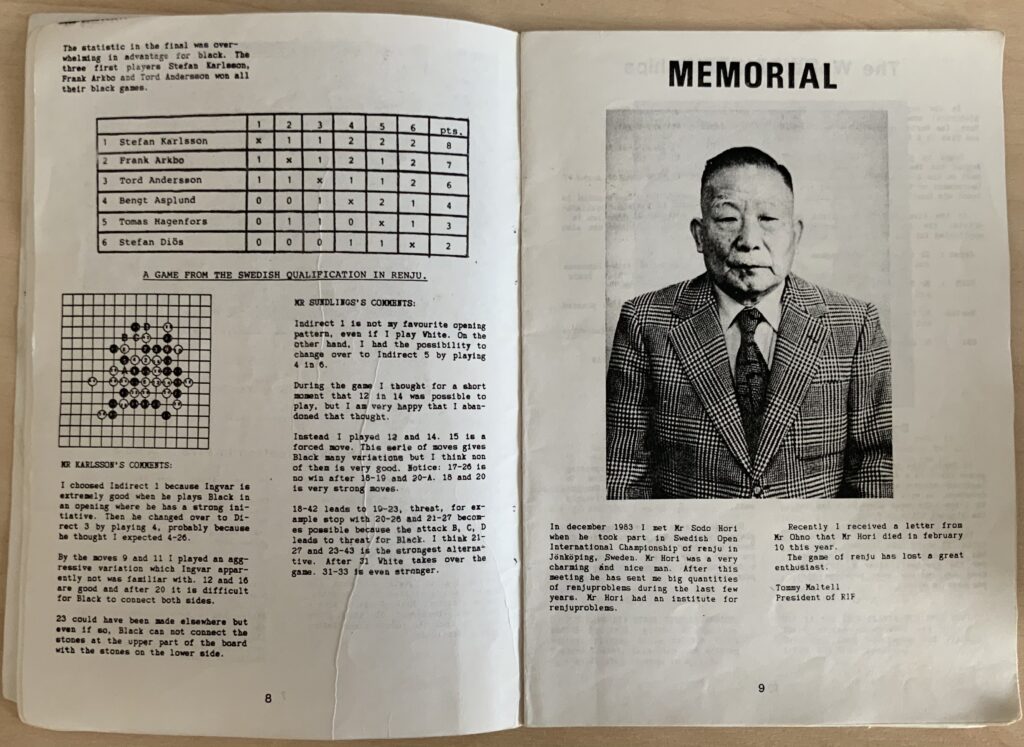 The statistic in the final was over-
whelming in advantage for black. The
three first players Stefan Karlsson,
Frank Arkbo and Tord Andersson won all
their black games.
1 2 3 4 5 6 pts.
1 Stefan Karlsson x 1 1 2 2 2 8
2 Frank Arkbo 1 x 1 2 1 2 7
3 Tord Andersson 1 1 x 1 1 2 6
4 Bengt Asplund 0 0 1 x 2 1 4
5 Tomas Hagenfors 0 1 1 0 x 1 3
6 Stefan Diös 0 0 0 1 1 x 2
A GAME FROM THE SWEDISH QUALIFICATION IN RENJU.
MR KARLSSON'S COMMENTS:
I choosed Indirect 1 because Ingvar is
extremely good when he plays Black in
an opening where he has a strong ini-
tiative. Then he changed over to Di-
rect 3 by playing 4, probably because
he thought I expected 4-26.
By the moves 9 and 11 I played an agg-
ressive variation which Ingvar appar-
ently not was familiar with. 12 and 16
are good and after 20 it is difficult
for Black to connect both sides.
23 could have been made elsewhere but
even if so, Black can not connect the
stones at the upper part of the board
with the stones on the lower side.
MR SUNDLINGS'S COMMENTS:
Indirect 1 is not my favourite opening
pattern, even if I play White. On the
other hand, I had the possibility to
change over to Indirect 5 by playing
4 in 6.
During the game I thought for a short
moment that 12 in 14 was possible to
play, but I am very happy that I aban-
doned that thought.
Instead I played 12 and 14. 15 is a
forced move. This serie of moves gives
Black many variations but I think non
of them is very good. Notice: 17-26 is
no win after 18-19 and 20-A. 18 and 20
is very strong moves.
18-42 leads to 19-23, threat, for ex-
ample stop with 20-26 and 21-27 becom-
es possible because the attack B, C, D
leads to threat for Black. I think 21-
27 and 23-43 is the strongest alterna-
tive. After 31 White takes over the
game. 31-33 is even stronger.
8
MEMORIAL
In december 1983 I met Mr Sodo Hori
when he took part in Swedish Open
International Championship of renju in
Jönköping, Sweden. Mr Hori was a very
charming and nice man. After this
meeting he has sent me big quantities
of renjuproblems during the last few
years. Mr Hori had an institute for
renjuproblems.
Recently I received a letter from
Mr Ohno that Mr Hori died in february
10 this year.
The game of renju has lost a great
enthusiast.
Tommy Maltell
President of RIF
9